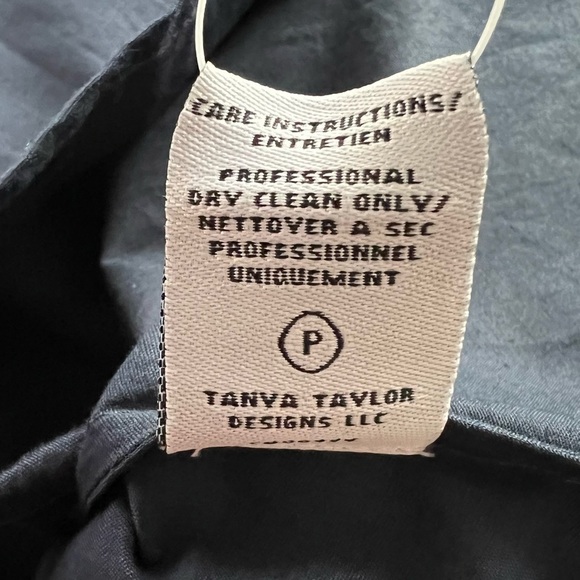 CARE INSTRUCTIONS/
ENTRETIEN
PROFESSIONAL
DRY CLEAN ONLY/
NETTOYER A SEC
PROFESSIONNEL
UNIQUEMENT
P
TANYA TAYLOR
DESIGNS LLC